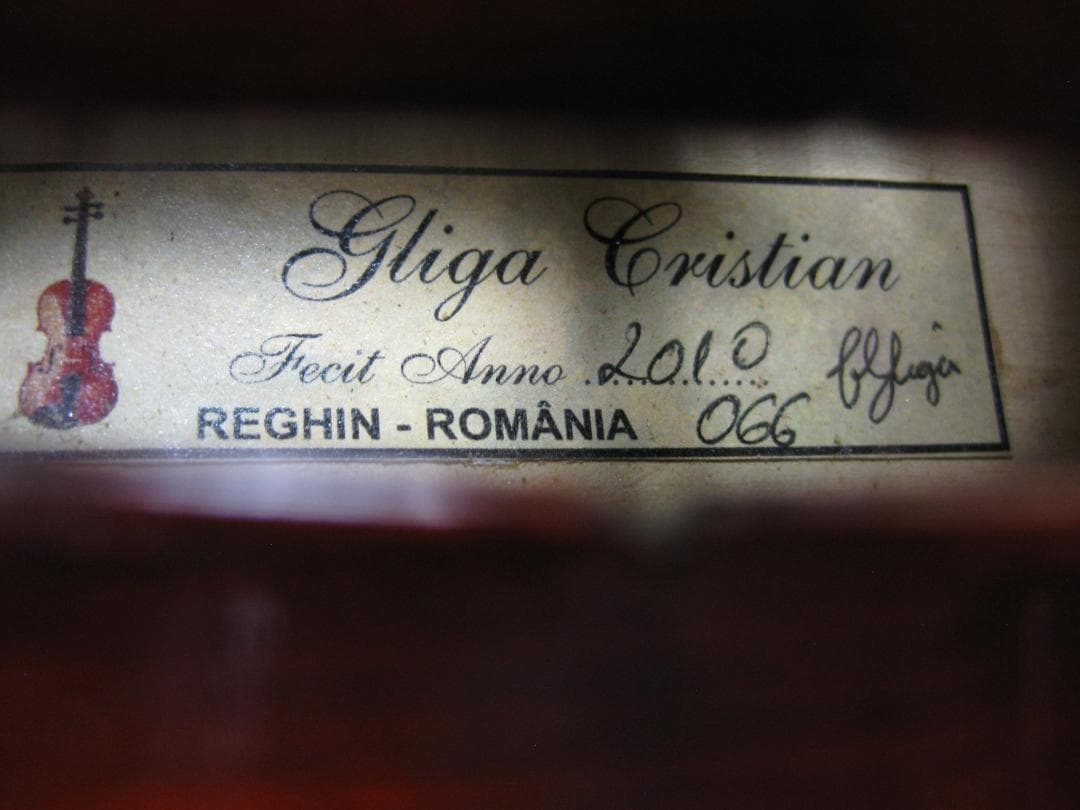 Gliga Cristian
Fecit Anno 2010
REGHIN - ROMÂNIA 066